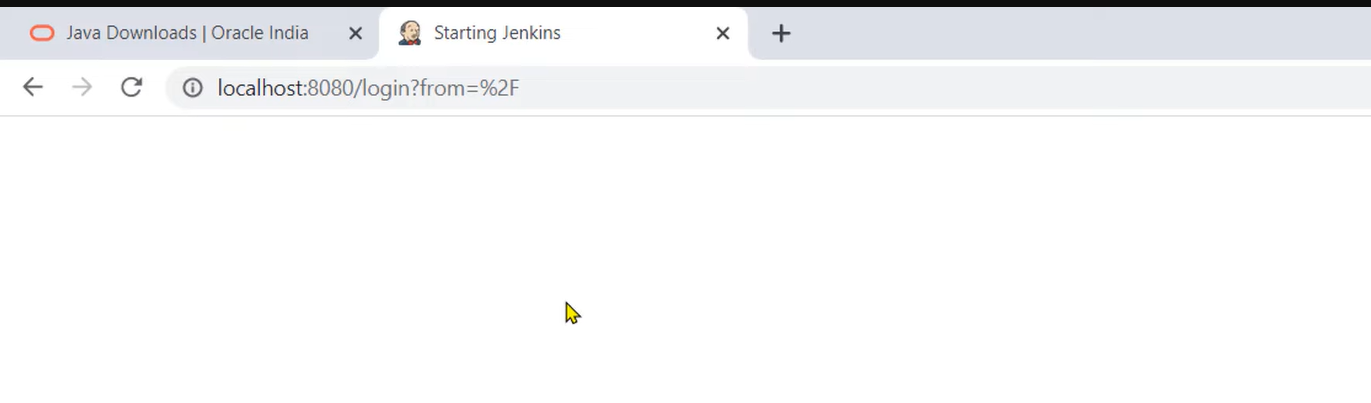 Java Downloads | Oracle India
Starting Jenkins
localhost:8080/login?from=%2F